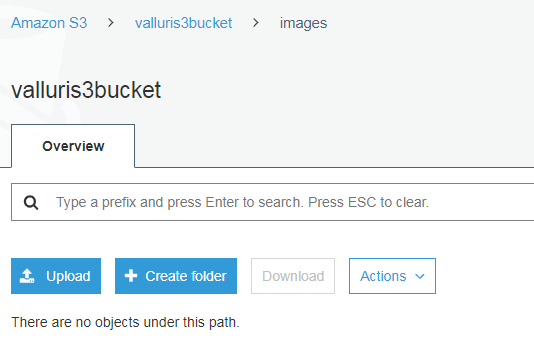 Amazon S3 > valluris3bucket > images
valluris3bucket
Overview
Type a prefix and press Enter to search. Press ESC to clear.
Upload Create folder Download Actions
There are no objects under this path.